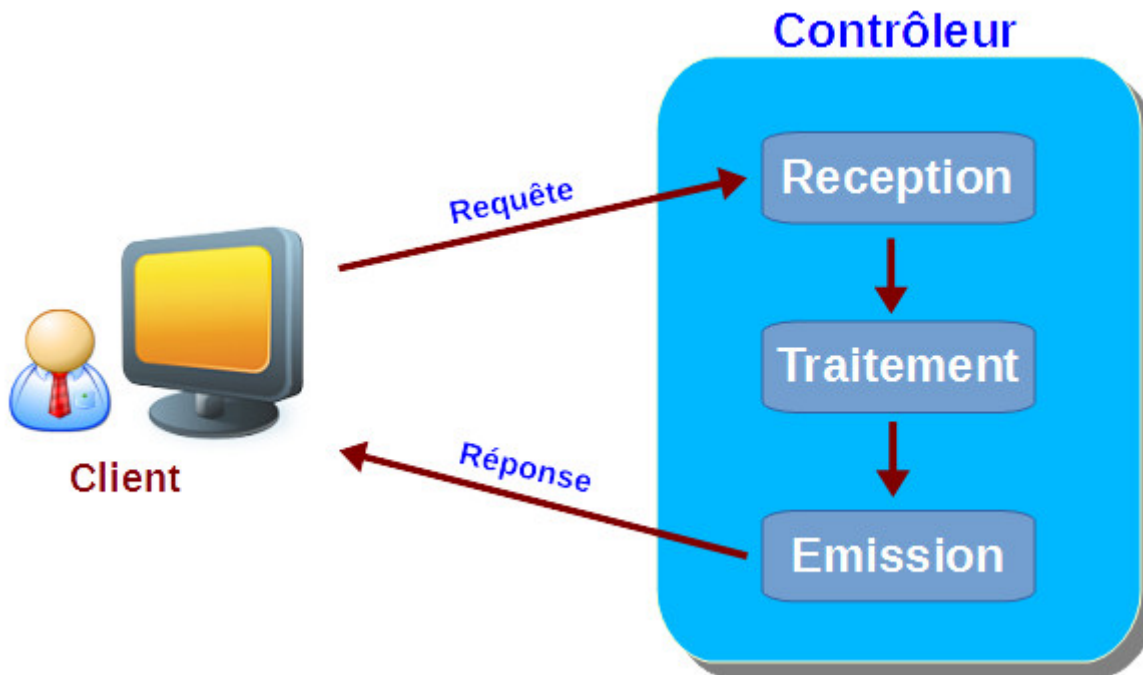 Contrôleur
Requête
Reception
Traitement
Réponse
Emission
Client